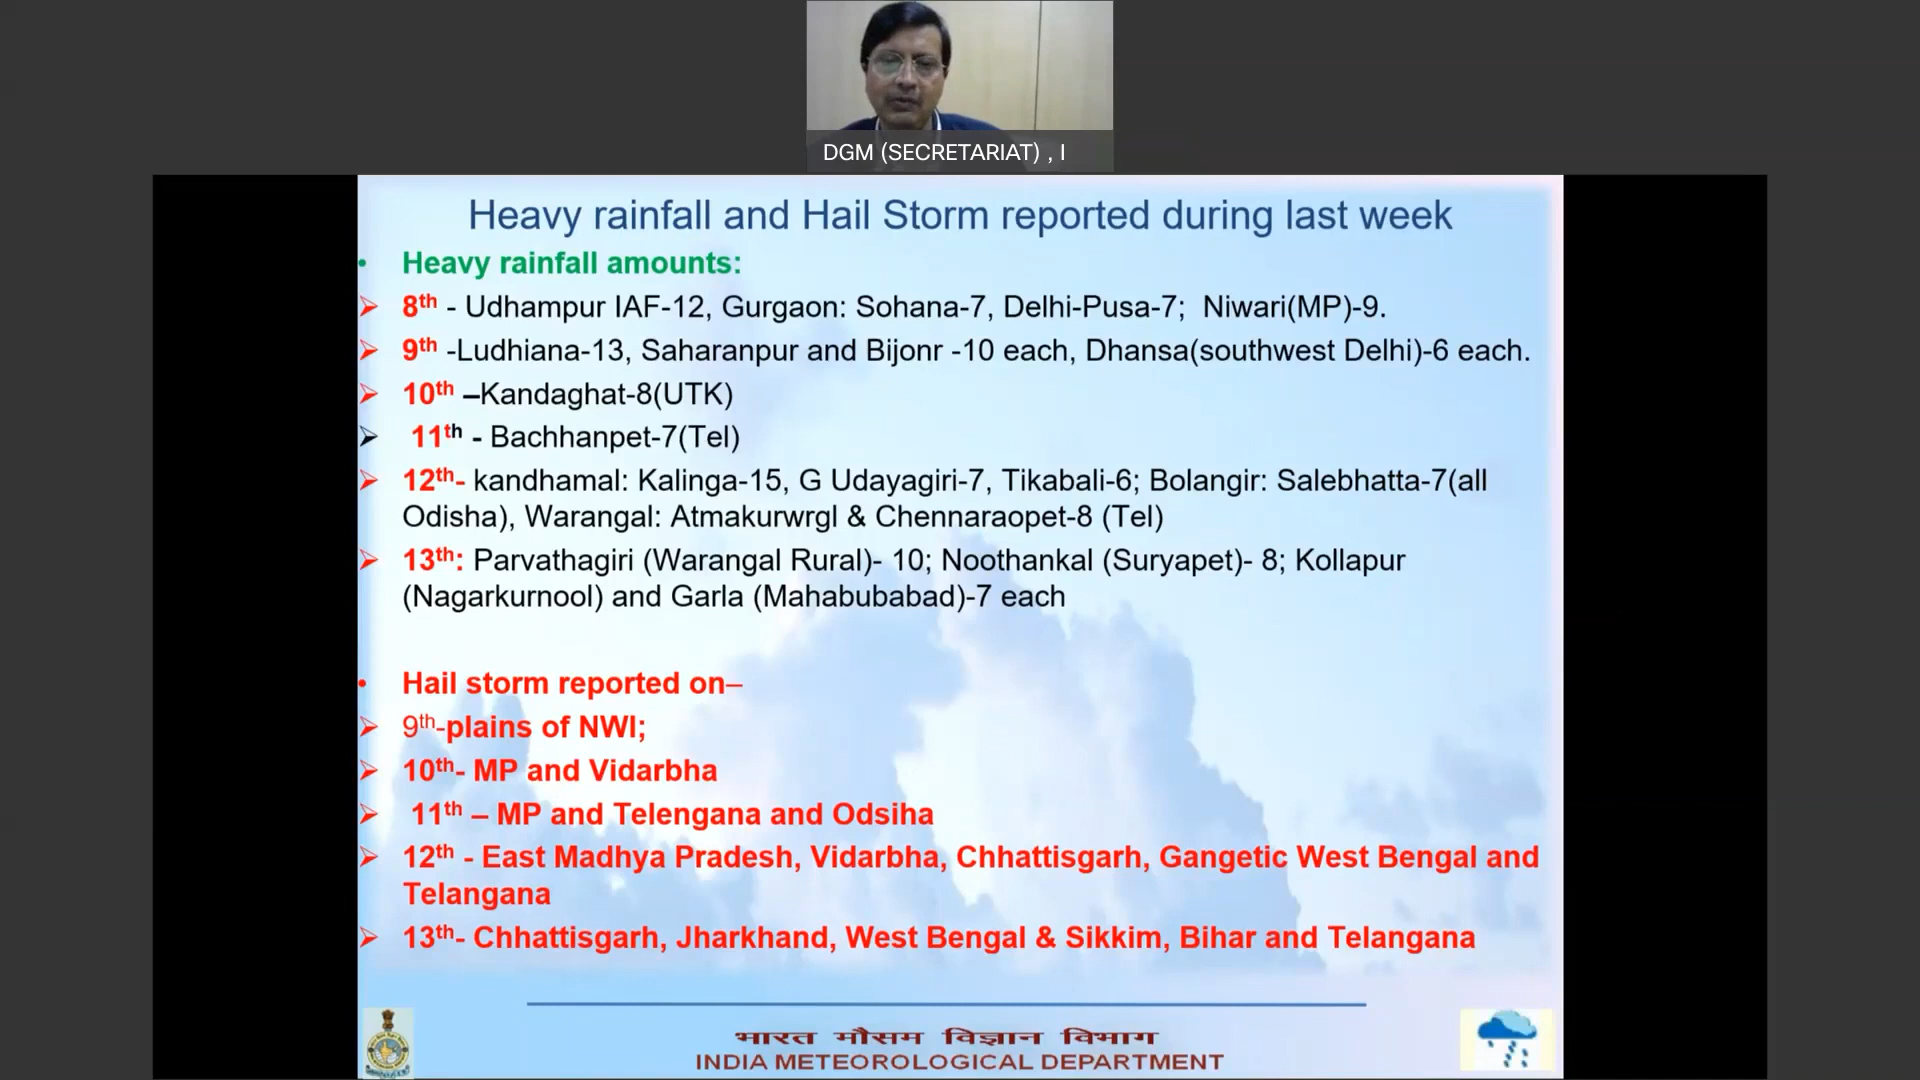 DGM (SECRETARIAT) , I
Heavy rainfall and Hail Storm reported during last week
• Heavy rainfall amounts:
8th - Udhampur IAF-12, Gurgaon: Sohana-7, Delhi-Pusa-7; Niwari(MP)-9.
9th -Ludhiana-13, Saharanpur and Bijonr -10 each, Dhansa(southwest Delhi)-6 each.
10th –Kandaghat-8(UTK)
11th - Bachhanpet-7(Tel)
12th- kandhamal: Kalinga-15, G Udayagiri-7, Tikabali-6; Bolangir: Salebhatta-7(all
Odisha), Warangal: Atmakurwrgl & Chennaraopet-8 (Tel)
13th: Parvathagiri (Warangal Rural)- 10; Noothankal (Suryapet)- 8; Kollapur
(Nagarkurnool) and Garla (Mahabubabad)-7 each
• Hail storm reported on–
9th-plains of NWI;
10th- MP and Vidarbha
11th – MP and Telengana and Odsiha
12th - East Madhya Pradesh, Vidarbha, Chhattisgarh, Gangetic West Bengal and
Telangana
13th- Chhattisgarh, Jharkhand, West Bengal & Sikkim, Bihar and Telangana
भारत मौसम विज्ञान विभाग
INDIA METEOROLOGICAL DEPARTMENT